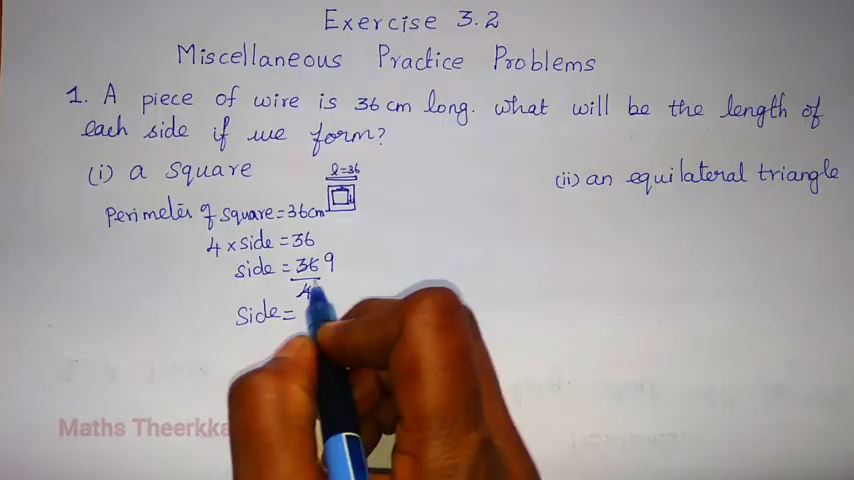 Exercise 3.2
Miscellaneous Practice Problems
1. A piece of wire is 36 cm long. what will be the length of
each side if we form?
(i) a square
l=36
(ii) an equilateral triangle
Perimeter of square = 36cm
4 × side = 36
side = 36 9
4
Side =
Maths Theerkka